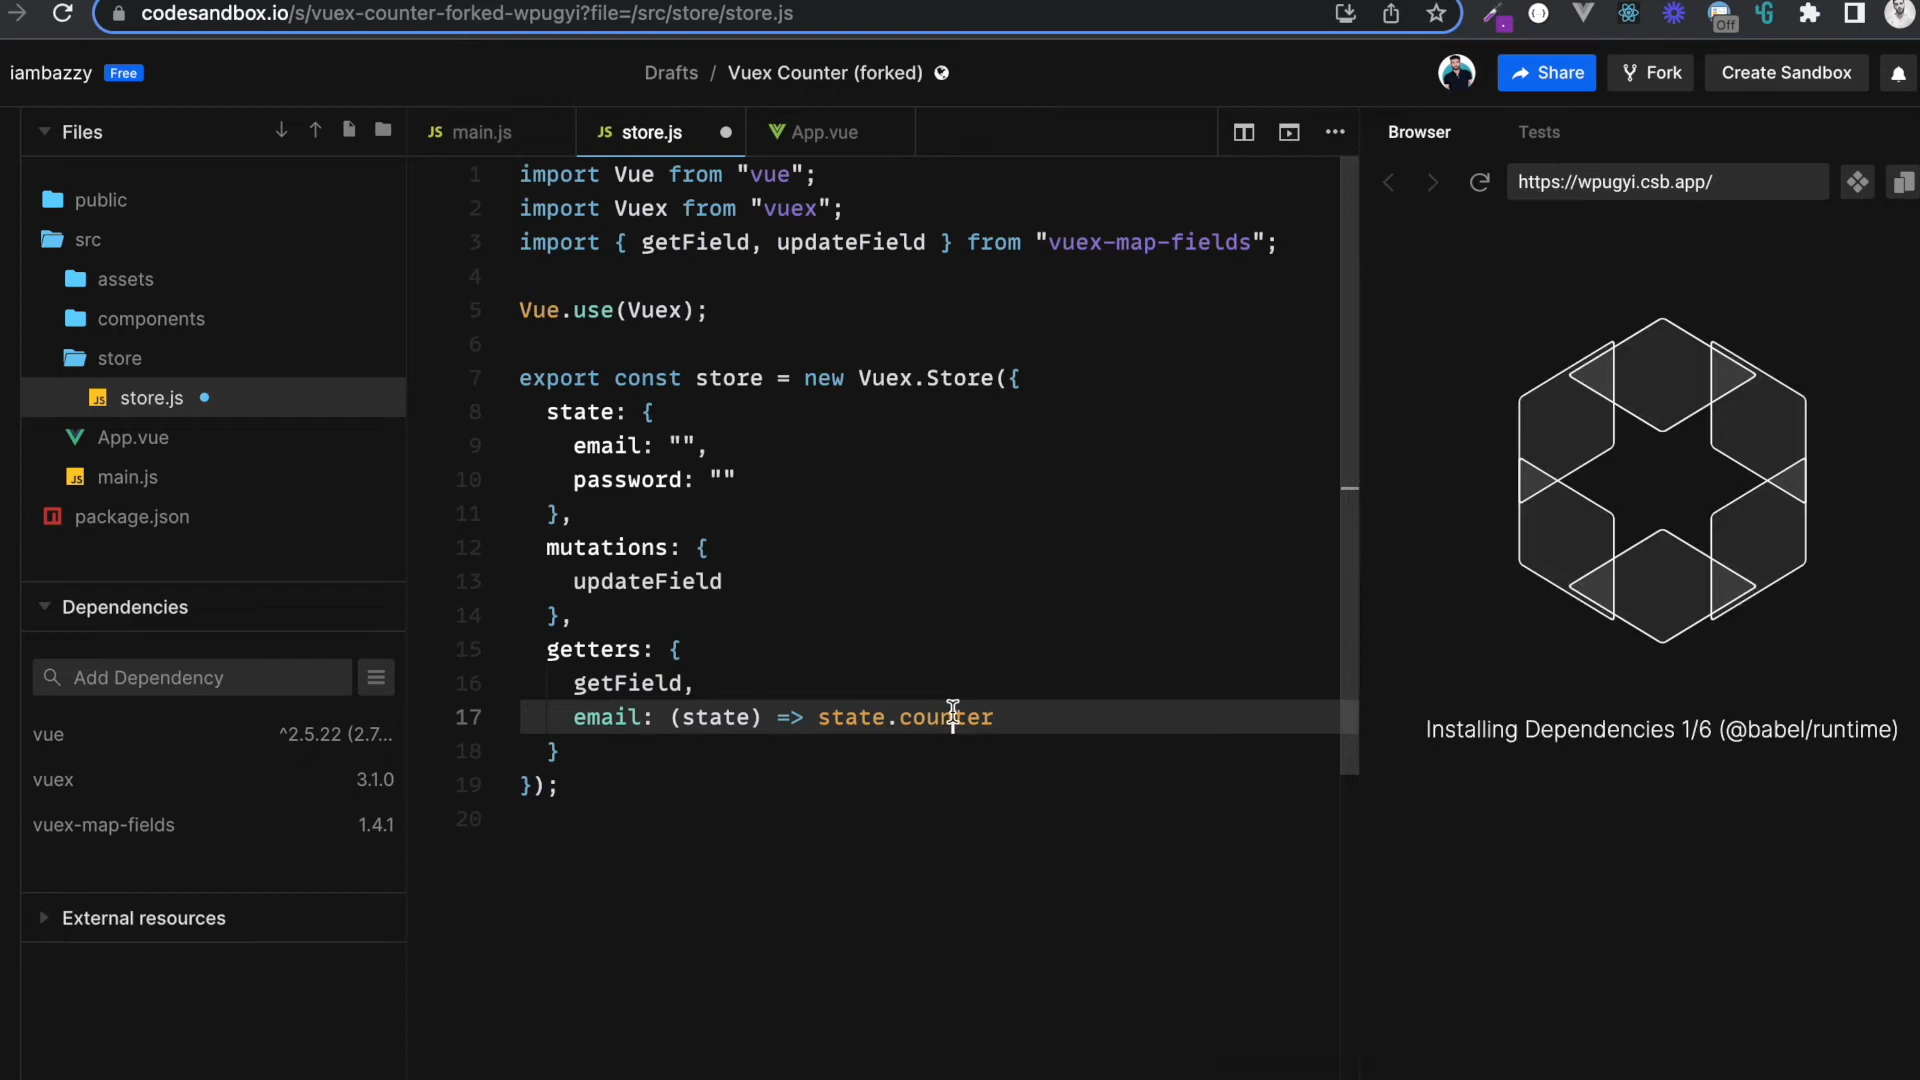 codesandbox.io/s/vuex-counter-forked-wpugyi?file=/src/store/store.js
Off
iambazzy Free
Drafts / Vuex Counter (forked)
Share
Fork
Create Sandbox
Files
public
src
assets
components
store
JS store.js
App.vue
JS main.js
package.json
Dependencies
Add Dependency
vue ^2.5.22 (2.7...
vuex 3.1.0
vuex-map-fields 1.4.1
External resources
JS main.js
JS store.js
App.vue
1 import Vue from "vue";
2 import Vuex from "vuex";
3 import { getField, updateField } from "vuex-map-fields";
4
5 Vue.use(Vuex);
6
7 export const store = new Vuex.Store({
8 state: {
9 email: "",
10 password: ""
11 },
12 mutations: {
13 updateField
14 },
15 getters: {
16 getField,
17 email: (state) => state.counter
18 }
19 });
20
Browser
Tests
https://wpugyi.csb.app/
Installing Dependencies 1/6 (@babel/runtime)